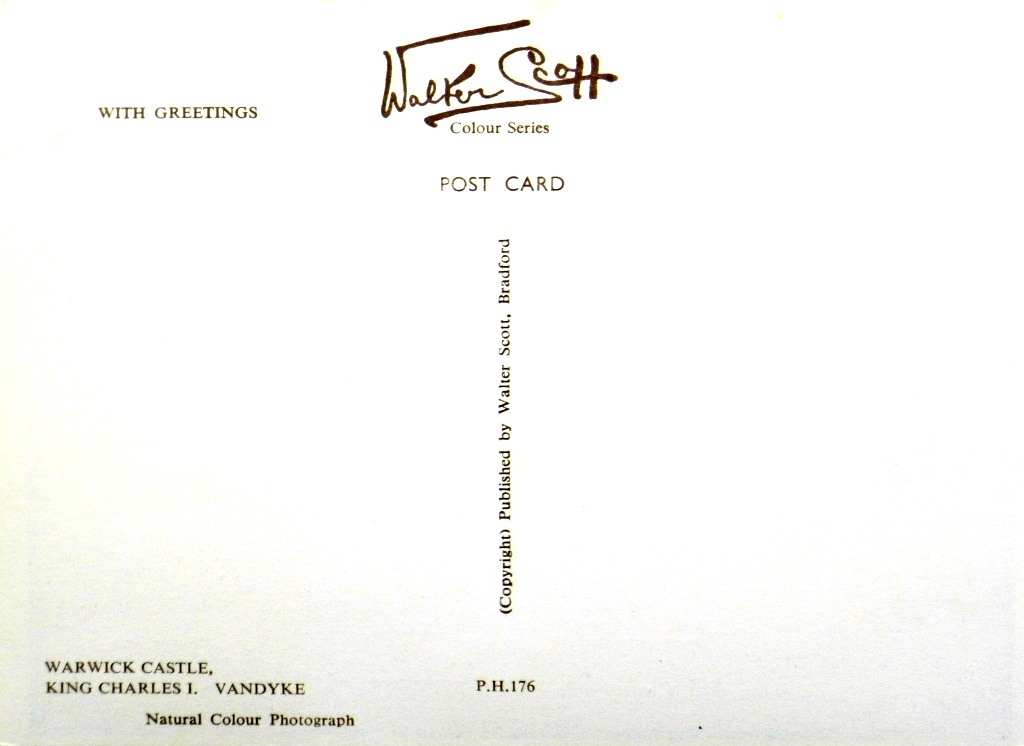 Walter Scott
WITH GREETINGS
Colour Series
POST CARD
(Copyright) Published by Walter Scott, Bradford
WARWICK CASTLE,
KING CHARLES I. VANDYKE
P.H.176
Natural Colour Photograph